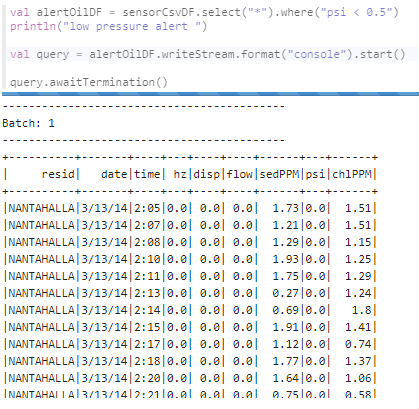 val alertOilDF = sensorCsvDF.select("*").where("psi < 0.5")
println("low pressure alert ")
val query = alertOilDF.writeStream.format("console").start()
query.awaitTermination()
-------------------------------------------
Batch: 1
-------------------------------------------
+----------+-------+----+---+----+----+------+---+------+
|     resid|   date|time| hz|disp|flow|sedPPM|psi|chlPPM|
+----------+-------+----+---+----+----+------+---+------+
|NANTAHALLA|3/13/14|2:05|0.0| 0.0| 0.0|  1.73|0.0|  1.51|
|NANTAHALLA|3/13/14|2:07|0.0| 0.0| 0.0|  1.21|0.0|  1.51|
|NANTAHALLA|3/13/14|2:08|0.0| 0.0| 0.0|  1.29|0.0|  1.15|
|NANTAHALLA|3/13/14|2:10|0.0| 0.0| 0.0|  1.93|0.0|  1.25|
|NANTAHALLA|3/13/14|2:11|0.0| 0.0| 0.0|  1.75|0.0|  1.29|
|NANTAHALLA|3/13/14|2:13|0.0| 0.0| 0.0|  0.27|0.0|  1.24|
|NANTAHALLA|3/13/14|2:14|0.0| 0.0| 0.0|  0.69|0.0|   1.8|
|NANTAHALLA|3/13/14|2:15|0.0| 0.0| 0.0|  1.91|0.0|  1.41|
|NANTAHALLA|3/13/14|2:17|0.0| 0.0| 0.0|  1.12|0.0|  0.74|
|NANTAHALLA|3/13/14|2:18|0.0| 0.0| 0.0|  1.77|0.0|  1.37|
|NANTAHALLA|3/13/14|2:20|0.0| 0.0| 0.0|  1.64|0.0|  1.06|
|NANTAHALLA|3/13/14|2:21|0.0| 0.0| 0.0|  0.75|0.0|  0.58|